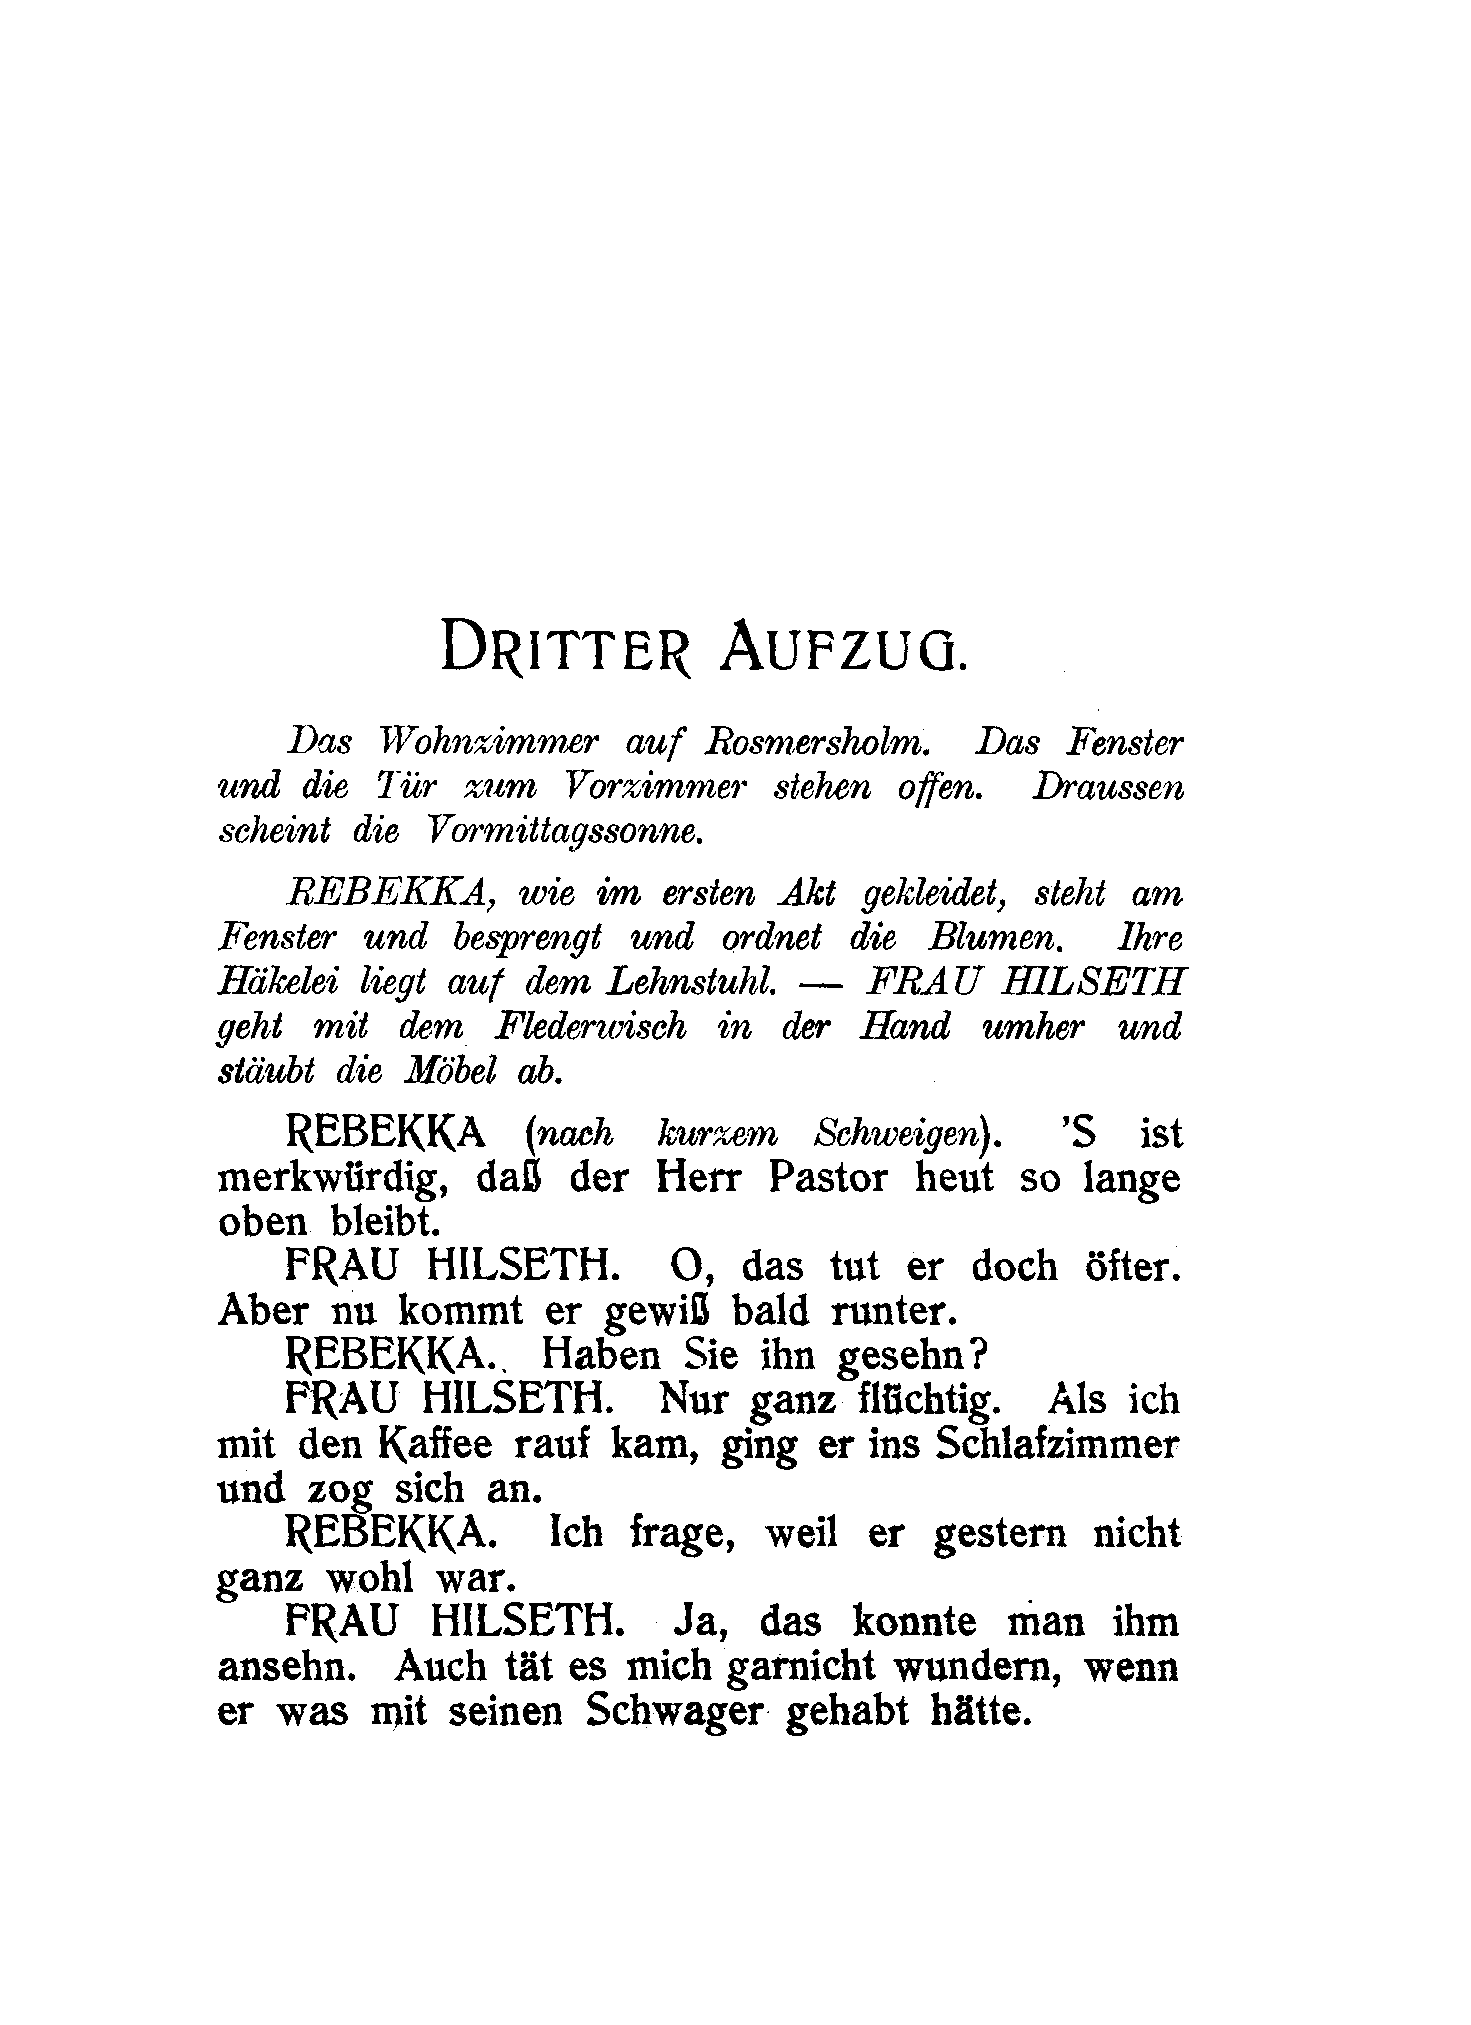 DRITTER AUFZUG.
Das Wohnzimmer auf Rosmersholm. Das Fenster
und die Tür zum Vorzimmer stehen offen. Draussen
scheint die Vormittagssonne.
REBEKKA, wie im ersten Akt gekleidet, steht am
Fenster und besprengt und ordnet die Blumen. Ihre
Häkelei liegt auf dem Lehnstuhl. — FRAU HILSETH
geht mit dem Flederwisch in der Hand umher und
stäubt die Möbel ab.
REBEKKA (nach kurzem Schweigen). 'S ist
merkwürdig, daß der Herr Pastor heut so lange
oben bleibt.
FRAU HILSETH. O, das tut er doch öfter.
Aber nu kommt er gewiß bald runter.
REBEKKA. Haben Sie ihn gesehn?
FRAU HILSETH. Nur ganz flüchtig. Als ich
mit den Kaffee rauf kam, ging er ins Schlafzimmer
und zog sich an.
REBEKKA. Ich frage, weil er gestern nicht
ganz wohl war.
FRAU HILSETH. Ja, das konnte man ihm
ansehn. Auch tät es mich garnicht wundern, wenn
er was mit seinen Schwager gehabt hätte.